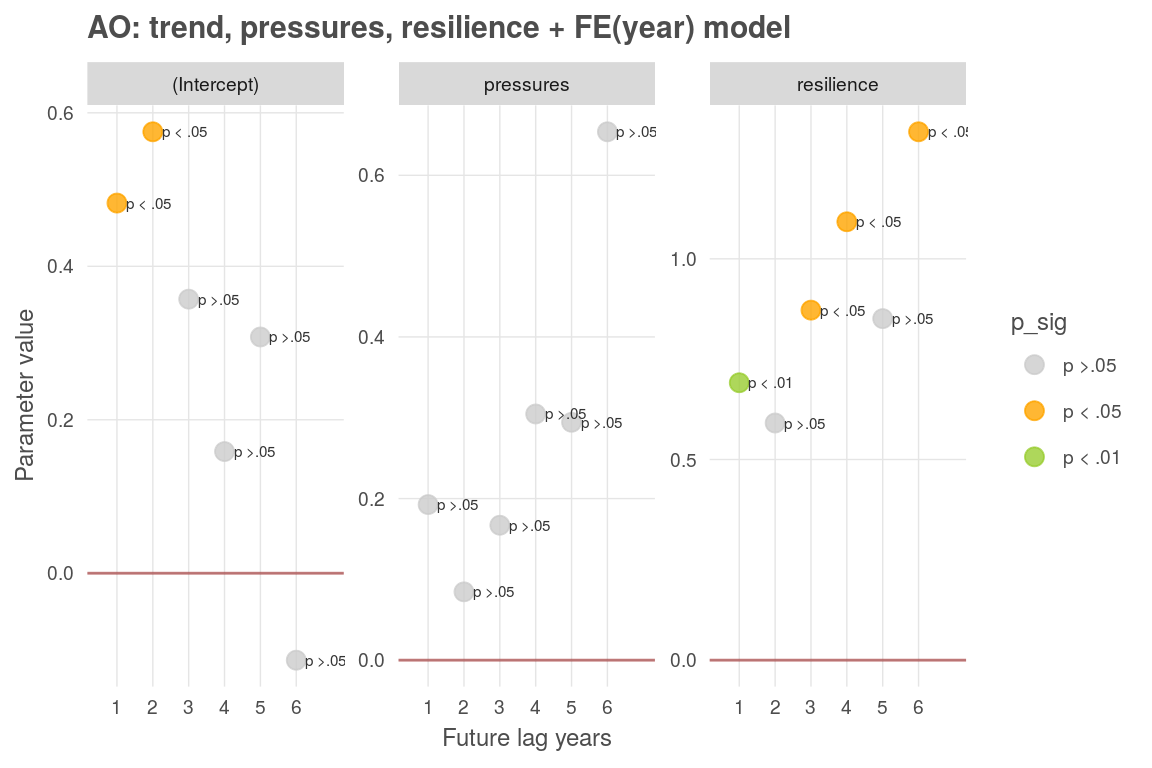 AO: trend, pressures, resilience + FE(year) model
(Intercept)
pressures
resilience
Parameter value
0.6
0.4
0.2
0.0
p < .05
p < .05
p >.05
p >.05
p >.05
p >.05
1 2 3 4 5 6
0.6
0.4
0.2
0.0
p >.05
p >.05
p >.05
p >.05
p >.05
p >.05
1 2 3 4 5 6
1.0
0.5
0.0
p < .01
p >.05
p < .05
p < .05
p >.05
p < .05
1 2 3 4 5 6
Future lag years
p_sig
p >.05
p < .05
p < .01